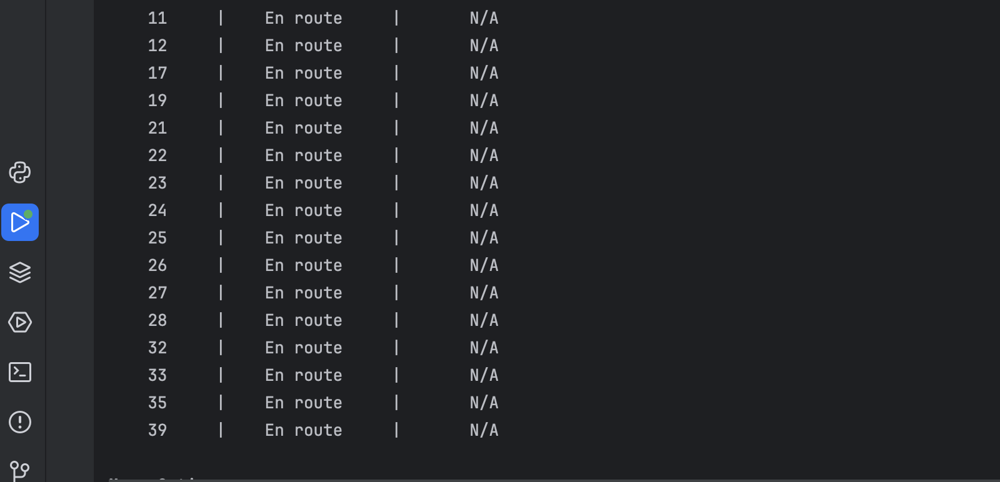 11 | En route | N/A
12 | En route | N/A
17 | En route | N/A
19 | En route | N/A
21 | En route | N/A
22 | En route | N/A
23 | En route | N/A
24 | En route | N/A
25 | En route | N/A
26 | En route | N/A
27 | En route | N/A
28 | En route | N/A
32 | En route | N/A
33 | En route | N/A
35 | En route | N/A
39 | En route | N/A